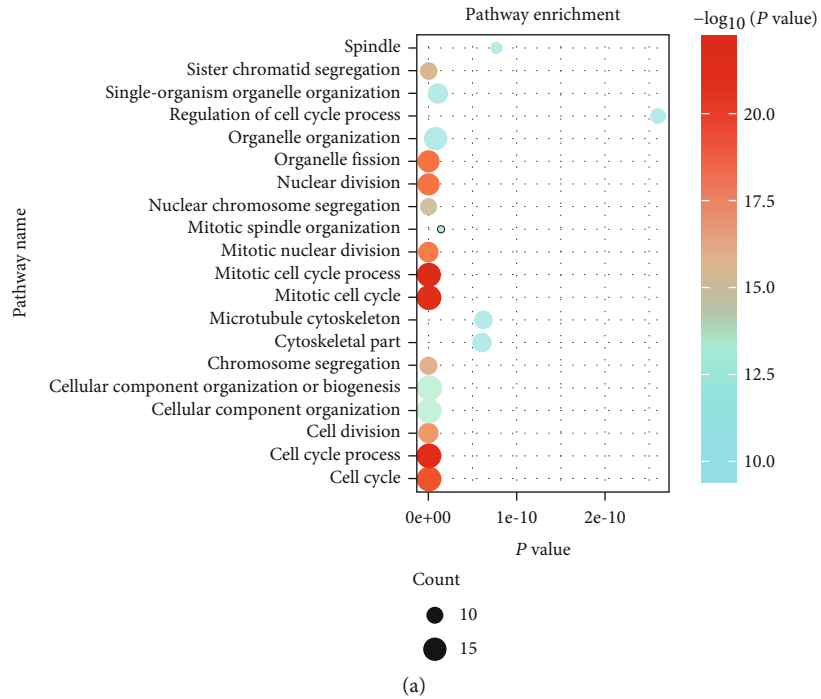 Pathway enrichment
−log10 (P value)
Pathway name
Spindle
Sister chromatid segregation
Single-organism organelle organization
Regulation of cell cycle process
Organelle organization
Organelle fission
Nuclear division
Nuclear chromosome segregation
Mitotic spindle organization
Mitotic nuclear division
Mitotic cell cycle process
Mitotic cell cycle
Microtubule cytoskeleton
Cytoskeletal part
Chromosome segregation
Cellular component organization or biogenesis
Cellular component organization
Cell division
Cell cycle process
Cell cycle
20.0
17.5
15.0
12.5
10.0
0e+00 1e-10 2e-10
P value
Count
10
15
(a)